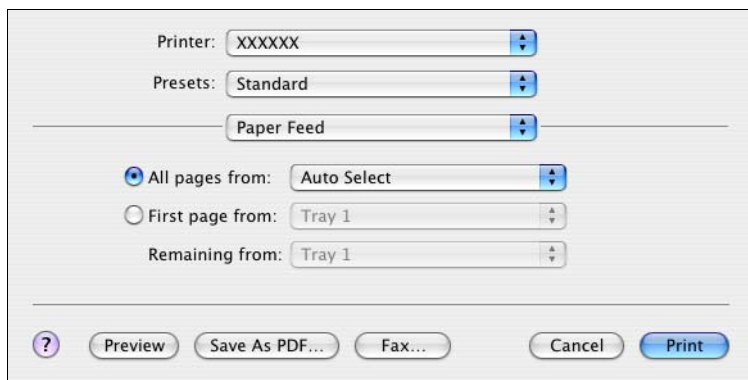 Printer: XXXXXX
Presets: Standard
Paper Feed
All pages from: Auto Select
First page from: Tray 1
Remaining from: Tray 1
? Preview Save As PDF... Fax... Cancel Print